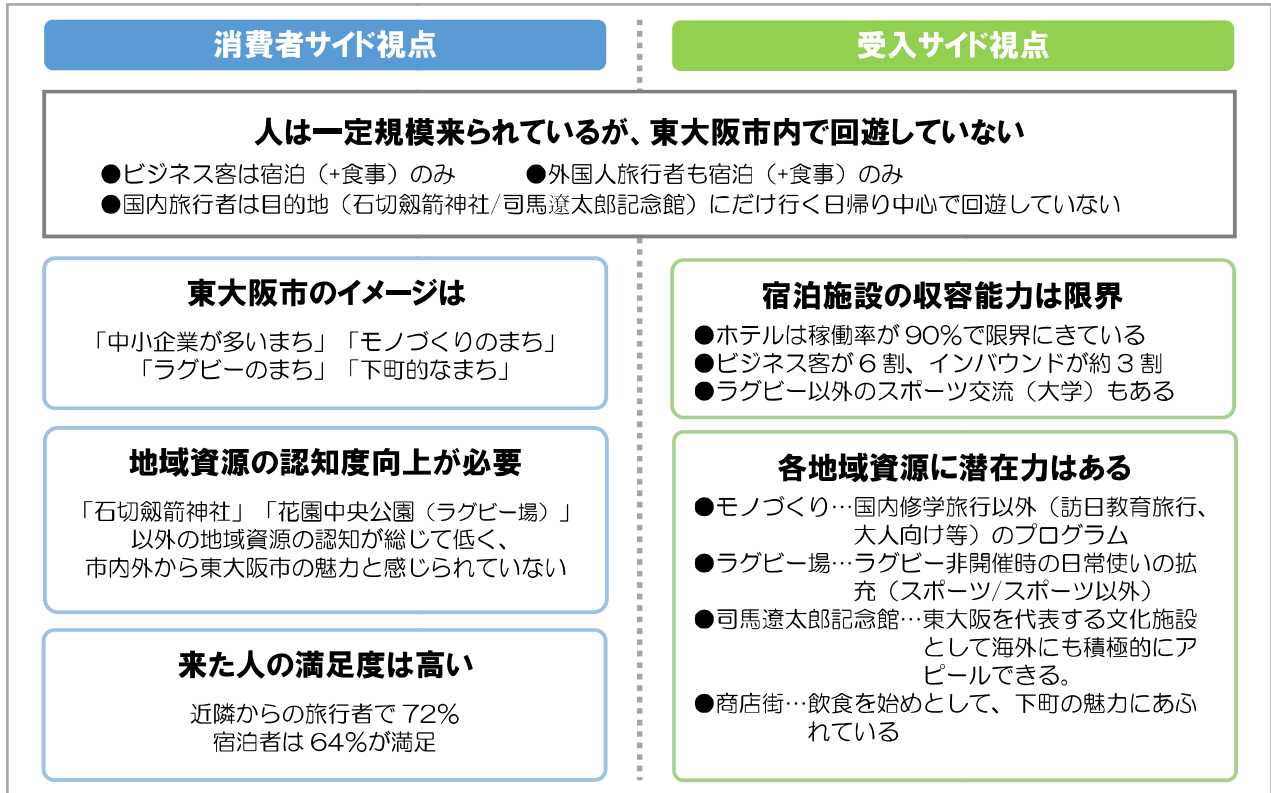 消費者サイド視点
受入サイド視点
人は一定規模来られているが、東大阪市内で回遊していない
●ビジネス客は宿泊（+食事）のみ ●外国人旅行者も宿泊（+食事）のみ
●国内旅行者は目的地（石切劔箭神社/司馬遼太郎記念館）にだけ行く日帰り中心で回遊していない
東大阪市のイメージは
「中小企業が多いまち」「モノづくりのまち」
「ラグビーのまち」「下町的なまち」
地域資源の認知度向上が必要
「石切劔箭神社」「花園中央公園（ラグビー場）」
以外の地域資源の認知が総じて低く、
市内外から東大阪市の魅力と感じられていない
来た人の満足度は高い
近隣からの旅行者で 72%
宿泊者は 64%が満足
宿泊施設の収容能力は限界
●ホテルは稼働率が 90%で限界にきている
●ビジネス客が 6 割、インバウンドが約 3 割
●ラグビー以外のスポーツ交流（大学）もある
各地域資源に潜在力はある
●モノづくり…国内修学旅行以外（訪日教育旅行、
大人向け等）のプログラム
●ラグビー場…ラグビー非開催時の日常使いの拡
充（スポーツ/スポーツ以外）
●司馬遼太郎記念館…東大阪を代表する文化施設
として海外にも積極的にア
ピールできる。
●商店街…飲食を始めとして、下町の魅力にあふ
れている